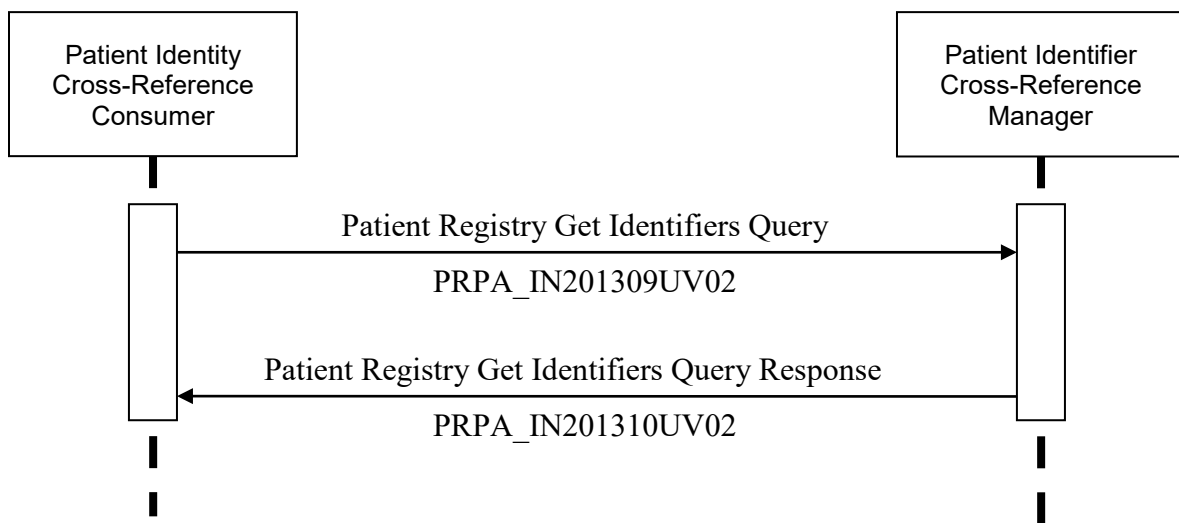 Patient Identity
Cross-Reference
Consumer
Patient Identifier
Cross-Reference
Manager
Patient Registry Get Identifiers Query
PRPA_IN201309UV02
Patient Registry Get Identifiers Query Response
PRPA_IN201310UV02